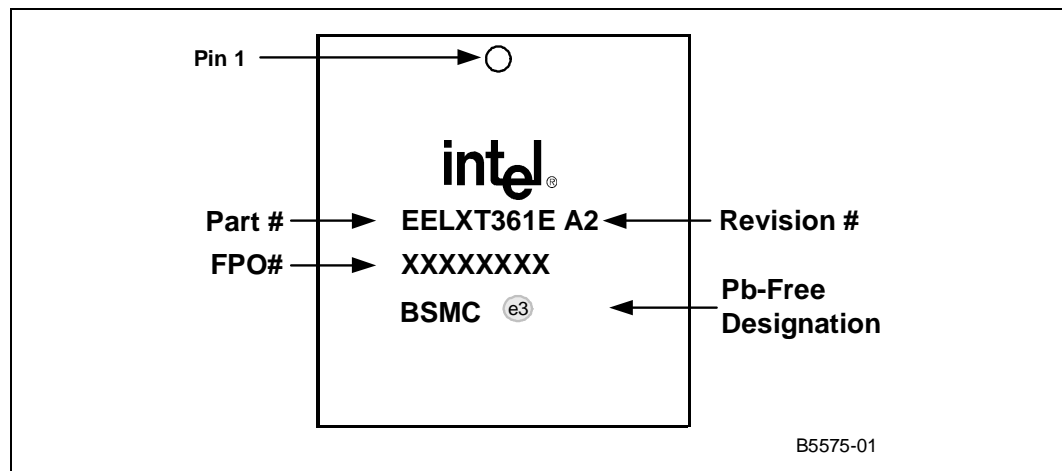 Pin 1
intel®
Part # EELXT361E A2 Revision #
FPO# XXXXXXXX
BSMC e3 Pb-Free Designation
B5575-01